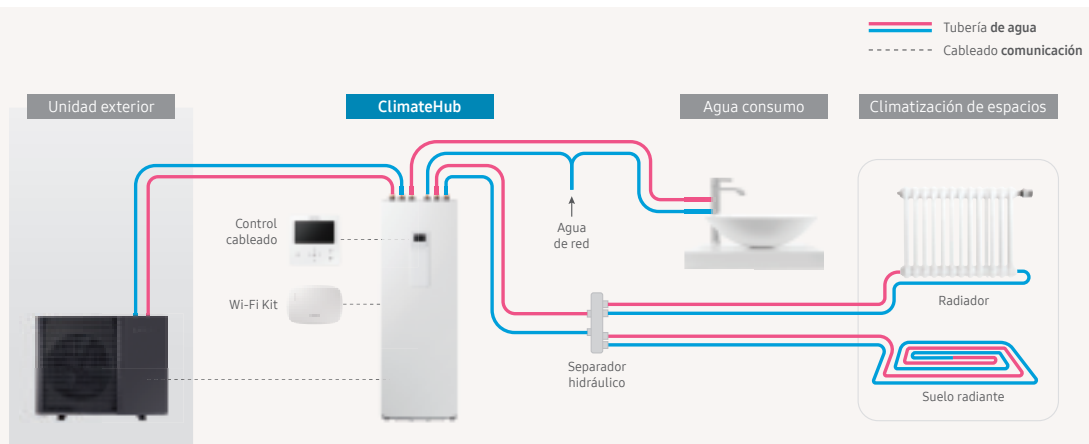 Tubería de agua
Cableado comunicación
Unidad exterior
ClimateHub
Agua consumo
Climatización de espacios
Control
cableado
Agua
de red
Wi-Fi Kit
Radiador
Separador
hidráulico
Suelo radiante